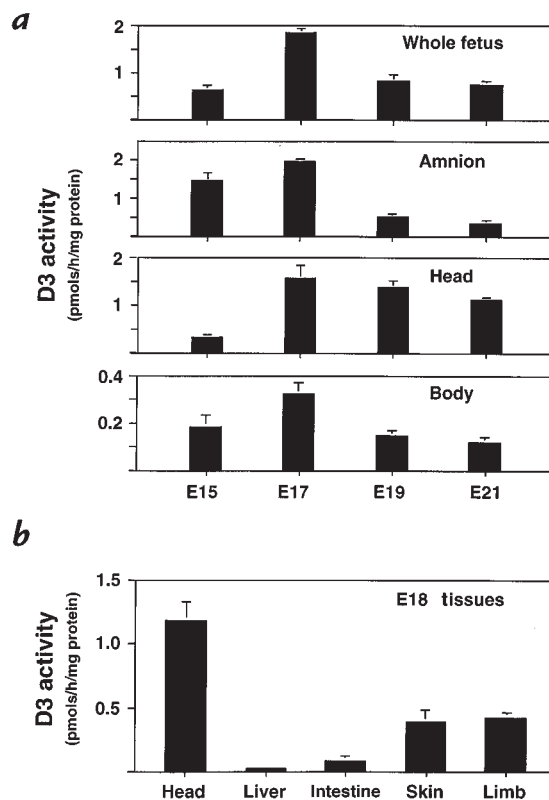 a
D3 activity
(pmols/h/mg protein)
2
1
Whole fetus
2
1
Amnion
2
1
Head
0.4
0.2
Body
E15 E17 E19 E21
b
D3 activity
(pmols/h/mg protein)
1.5
1.0
0.5
E18 tissues
Head Liver Intestine Skin Limb